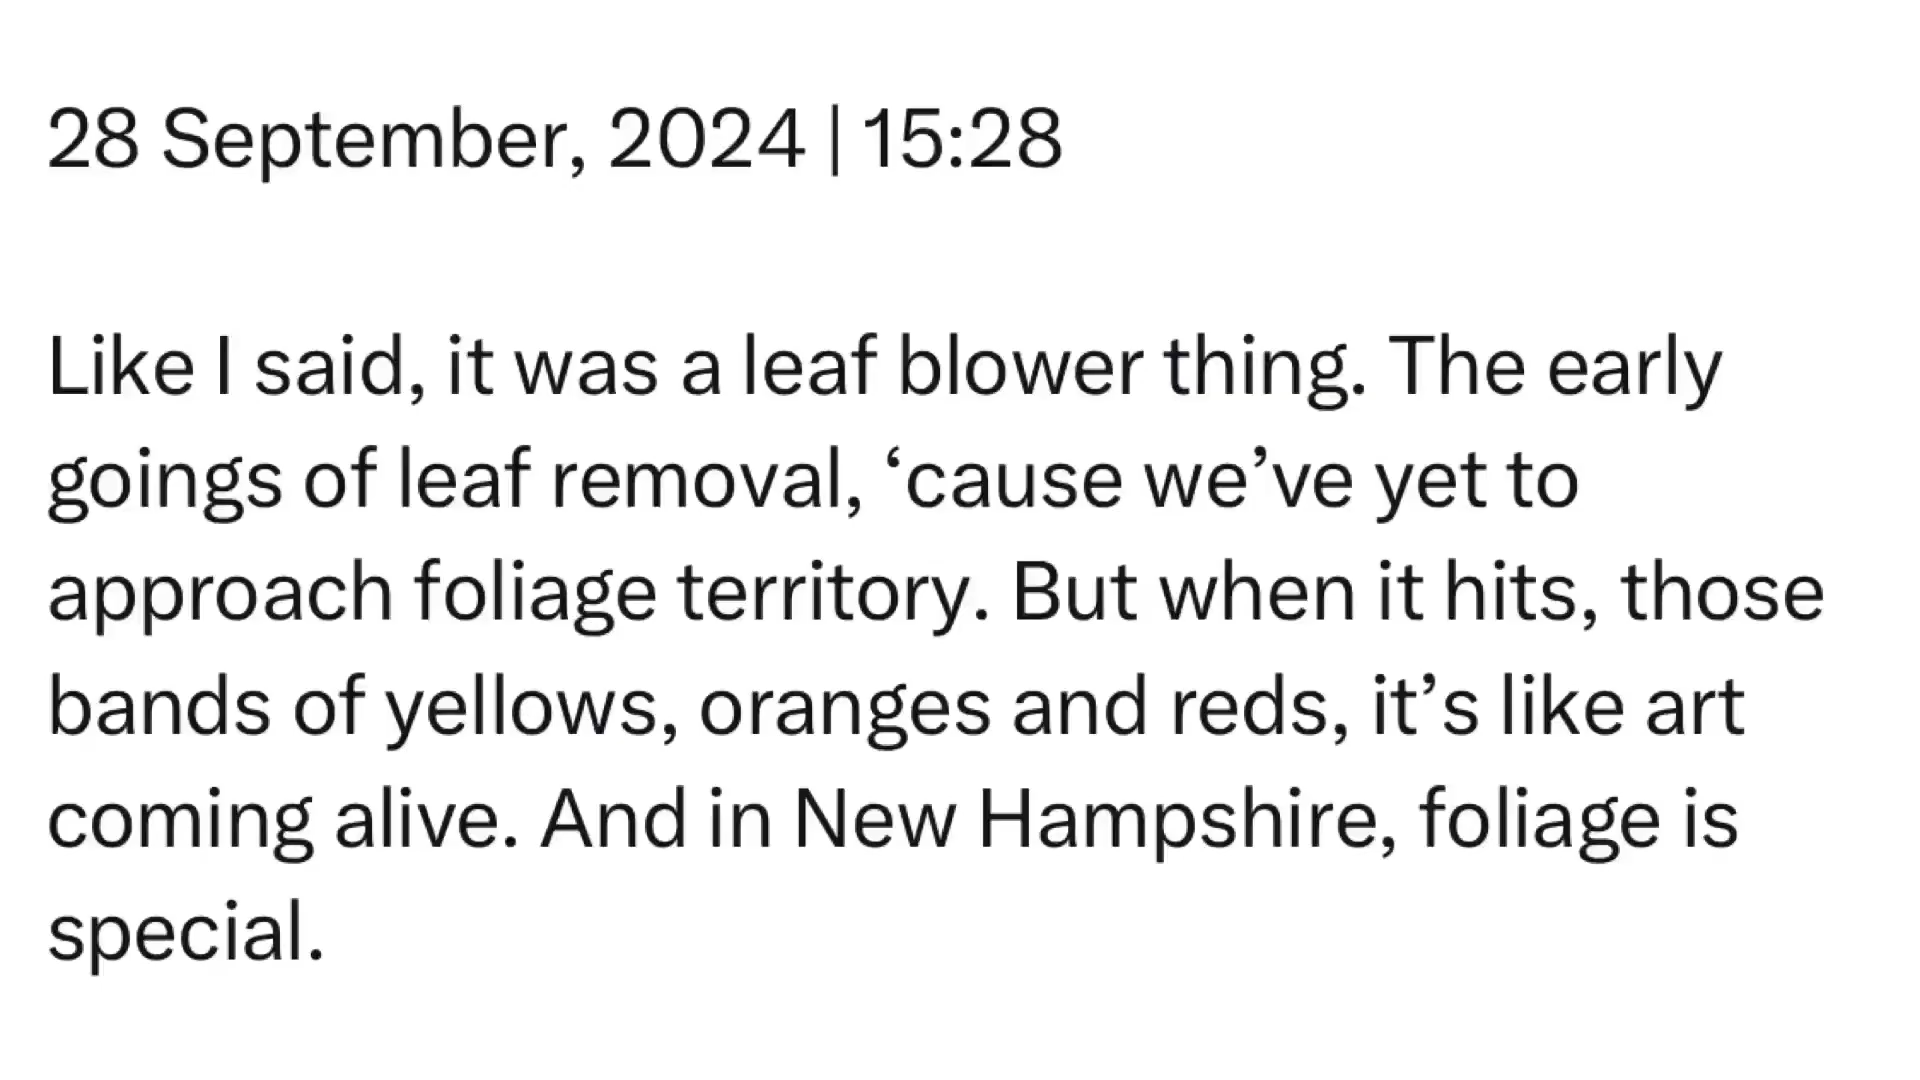 28 September, 2024 | 15:28
Like I said, it was a leaf blower thing. The early
goings of leaf removal, ‘cause we’ve yet to
approach foliage territory. But when it hits, those
bands of yellows, oranges and reds, it’s like art
coming alive. And in New Hampshire, foliage is
special.